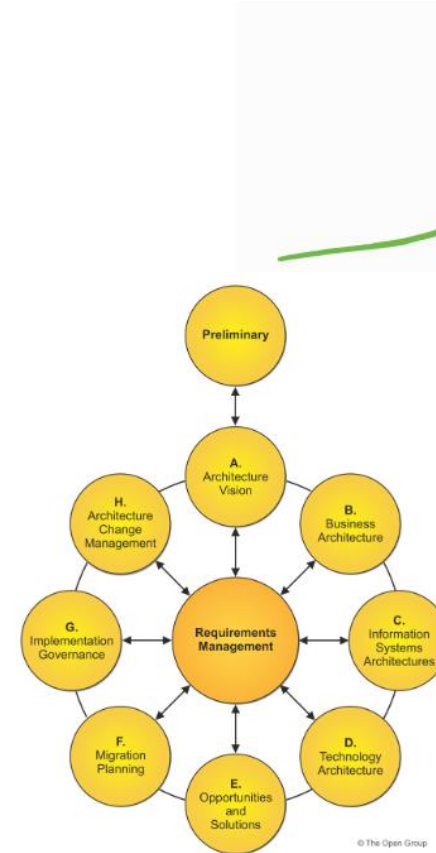 Preliminary
A.
Architecture
Vision
B.
Business
Architecture
C.
Information
Systems
Architectures
D.
Technology
Architecture
E.
Opportunities
and
Solutions
F.
Migration
Planning
G.
Implementation
Governance
H.
Architecture
Change
Management
Requirements
Management
© The Open Group